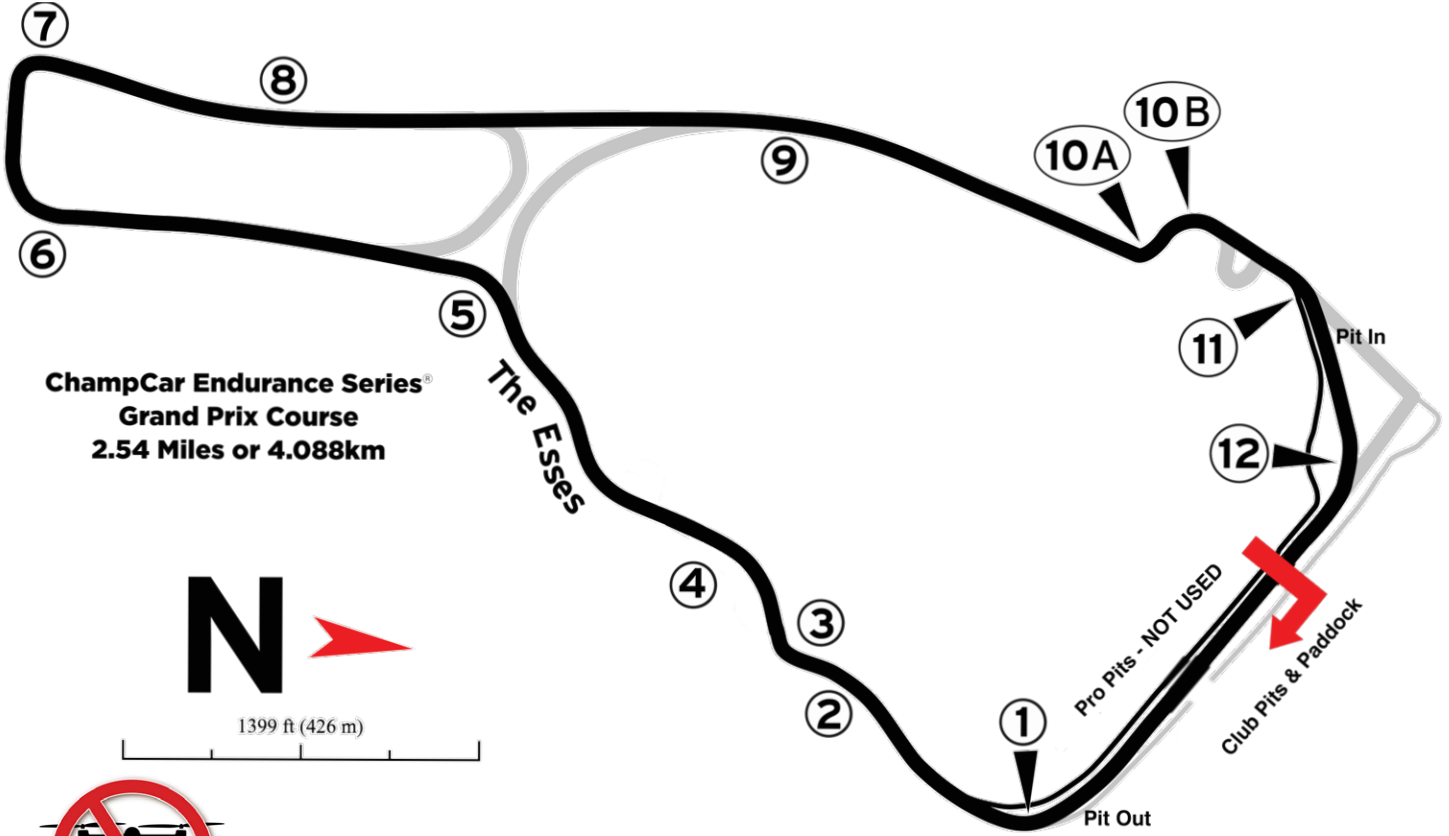 7
8
10B
10A
9
6
5
11
Pit In
The Esses
ChampCar Endurance Series®
Grand Prix Course
2.54 Miles or 4.088km
12
4
3
2
Pro Pits - NOT USED
Club Pits & Paddock
N
1399 ft (426 m)
1
Pit Out